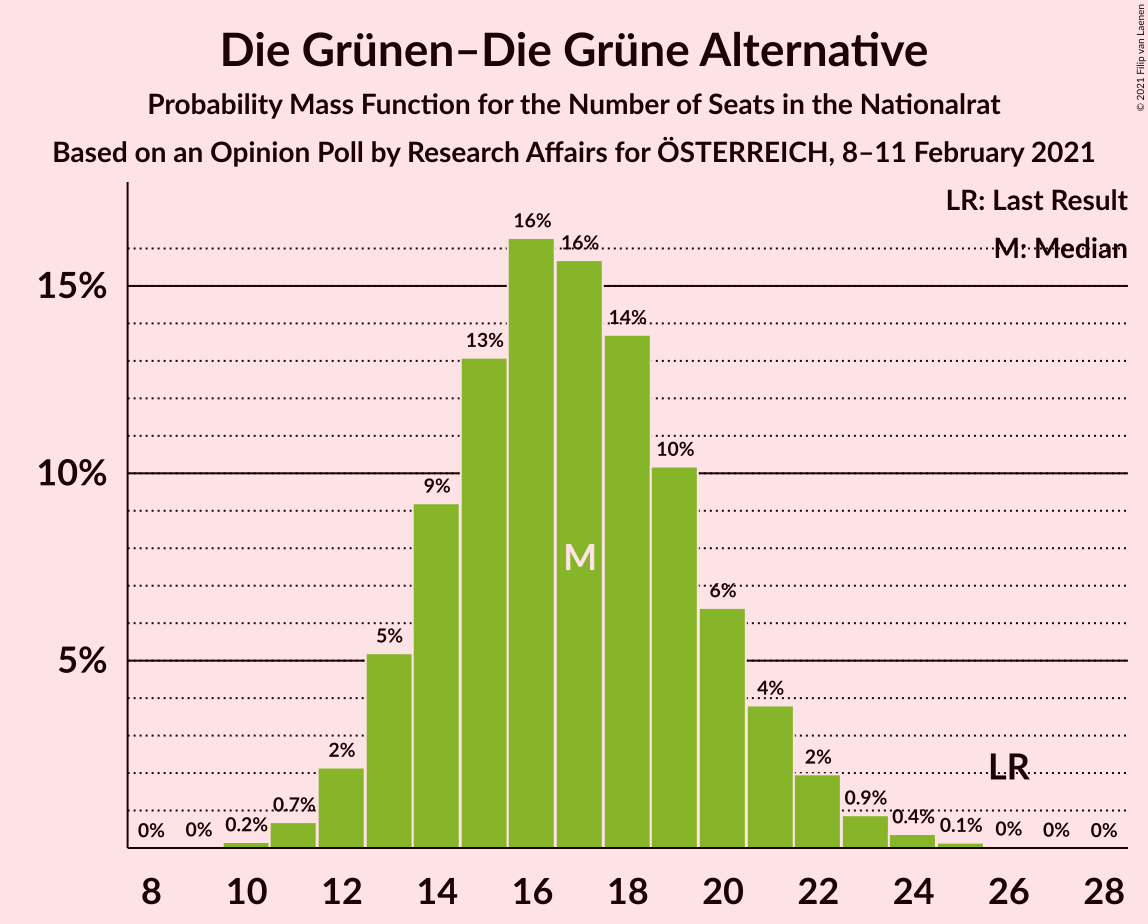 Die Grünen–Die Grüne Alternative
Probability Mass Function for the Number of Seats in the Nationalrat
Based on an Opinion Poll by Research Affairs for ÖSTERREICH, 8–11 February 2021
© 2021 Filip van Laenen
LR: Last Result
M: Median
15%
10%
5%
0%
0%
0.2%
0.7%
2%
5%
9%
13%
16%
16%
14%
10%
6%
4%
2%
0.9%
0.4%
0.1%
0%
0%
0%
M
LR
8 10 12 14 16 18 20 22 24 26 28